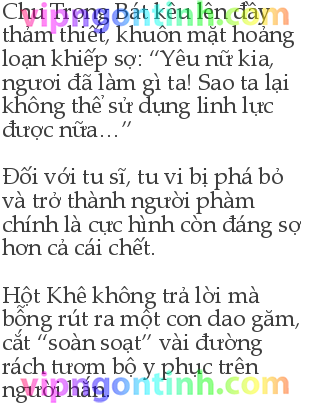 Chu Trọng Bát kêu lên đầy
thảm thiết, khuôn mặt hoảng
loạn khiếp sợ: “Yêu nữ kia,
ngươi đã làm gì ta! Sao ta lại
không thể sử dụng linh lực
được nữa…”
Đối với tu sĩ, tu vi bị phá bỏ
và trở thành người phàm
chính là cực hình còn đáng sợ
hơn cả cái chết.
Hột Khê không trả lời mà
bỗng rút ra một con dao găm,
cắt “soàn soạt” vài đường
rách tươm bộ y phục trên
người hắn.
vipngontinh.com
vipngontinh.com